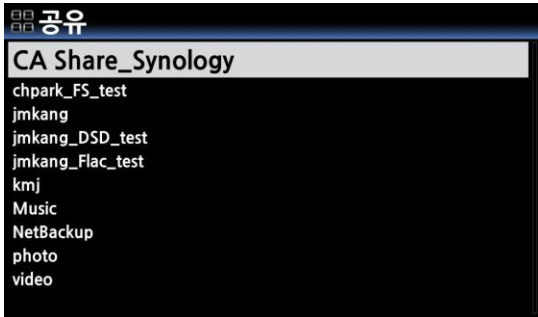 공유
CA Share_Synology
chpark_FS_test
jmkang
jmkang_DSD_test
jmkang_Flac_test
kmj
Music
NetBackup
photo
video